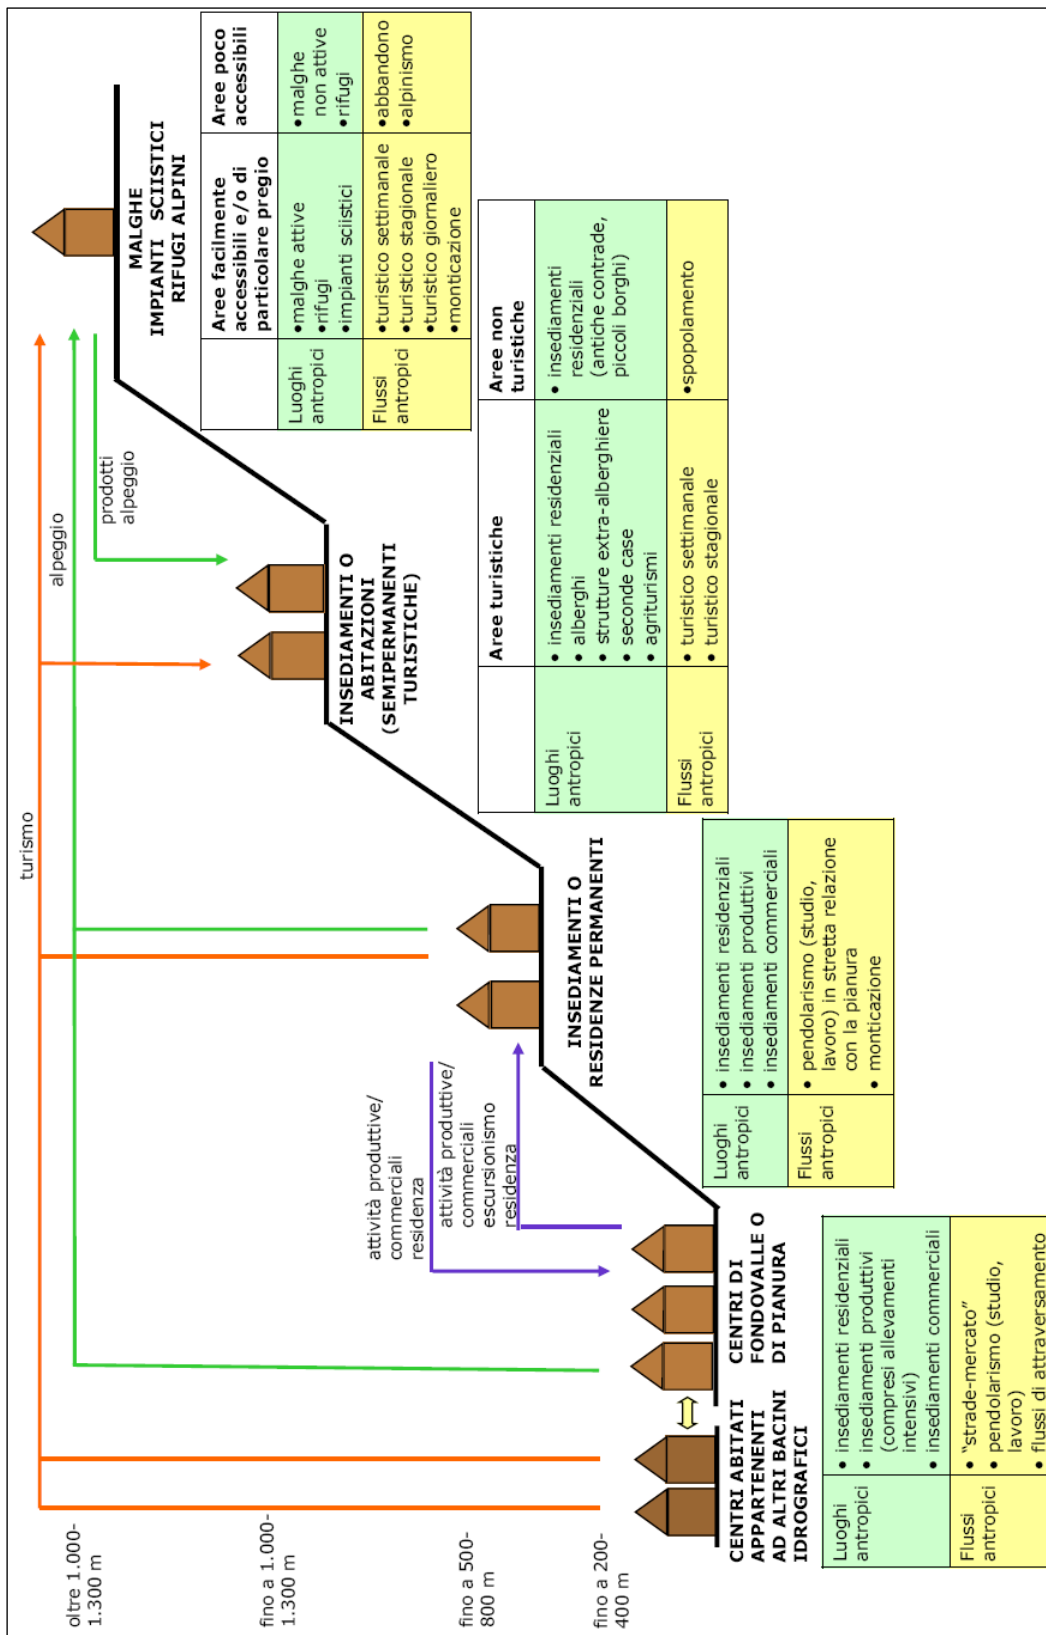 turismo
alpeggio
prodotti
alpeggio
attività produttive/
commerciali
residenza
attività produttive/
commerciali
escursionismo
residenza
oltre 1.000-
1.300 m
fino a 1.000-
1.300 m
fino a 500-
800 m
fino a 200-
400 m
MALGHE
IMPIANTI SCIISTICI
RIFUGI ALPINI
Aree facilmente
accessibili e/o di
particolare pregio
Aree poco
accessibili
Luoghi
antropici
•malghe attive
•rifugi
•impianti sciistici
•malghe
non attive
•rifugi
Flussi
antropici
•turistico settimanale
•turistico stagionale
•turistico giornaliero
•monticazione
•abbandono
•alpinismo
INSEDIAMENTI O
ABITAZIONI
(SEMIPERMANENTI
TURISTICHE)
Aree turistiche
Aree non
turistiche
Luoghi
antropici
• insediamenti residenziali
• alberghi
• strutture extra-alberghiere
• seconde case
• agriturismi
• insediamenti
residenziali
(antiche contrade,
piccoli borghi)
Flussi
antropici
• turistico settimanale
• turistico stagionale
•spopolamento
INSEDIAMENTI O
RESIDENZE PERMANENTI
Luoghi
antropici
• insediamenti residenziali
• insediamenti produttivi
• insediamenti commerciali
Flussi
antropici
• pendolarismo (studio,
lavoro) in stretta relazione
con la pianura
• monticazione
CENTRI ABITATI
APPARTENENTI
AD ALTRI BACINI
IDROGRAFICI
CENTRI DI
FONDOVALLE O
DI PIANURA
Luoghi
antropici
• insediamenti residenziali
• insediamenti produttivi
(compresi allevamenti
intensivi)
• insediamenti commerciali
Flussi
antropici
• "strade-mercato"
• pendolarismo (studio,
lavoro)
• flussi di attraversamento